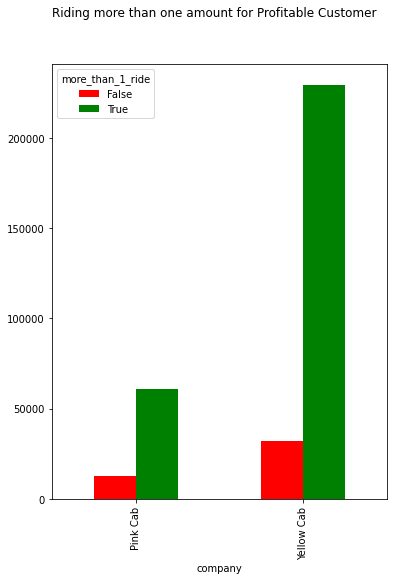 Riding more than one amount for Profitable Customer
more_than_1_ride
False
True
200000
150000
100000
50000
0
Pink Cab
Yellow Cab
company